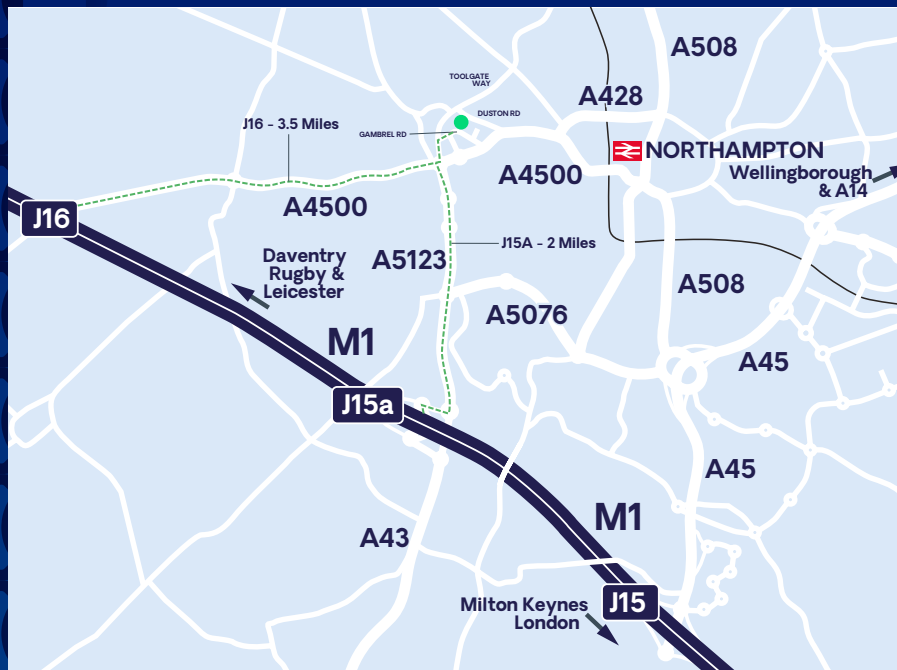 A508
TOOLGATE
WAY
A428
DUSTON RD
J16 - 3.5 Miles
GAMBREL RD
NORTHAMPTON
A4500
Wellingborough
& A14
A4500
J16
J15A - 2 Miles
Daventry
Rugby &
Leicester
A5123
A508
A5076
M1
A45
J15a
A45
M1
A43
J15
Milton Keynes
London